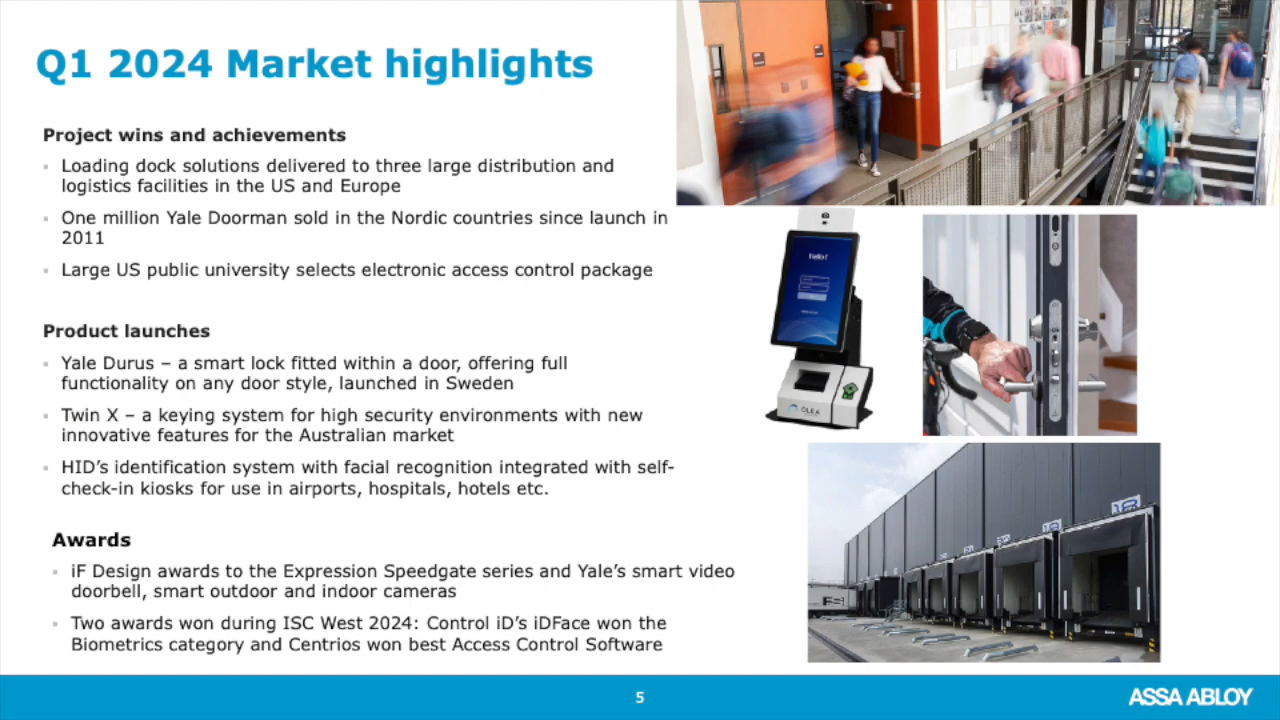 Q1 2024 Market highlights
Project wins and achievements
Loading dock solutions delivered to three large distribution and
logistics facilities in the US and Europe
One million Yale Doorman sold in the Nordic countries since launch in
2011
Large US public university selects electronic access control package
Product launches
Yale Durus – a smart lock fitted within a door, offering full
functionality on any door style, launched in Sweden
Twin X – a keying system for high security environments with new
innovative features for the Australian market
HID’s identification system with facial recognition integrated with self-
check-in kiosks for use in airports, hospitals, hotels etc.
Awards
iF Design awards to the Expression Speedgate series and Yale’s smart video
doorbell, smart outdoor and indoor cameras
Two awards won during ISC West 2024: Control iD’s iDFace won the
Biometrics category and Centrios won best Access Control Software
hello!
OLEA
18
5
ASSA ABLOY